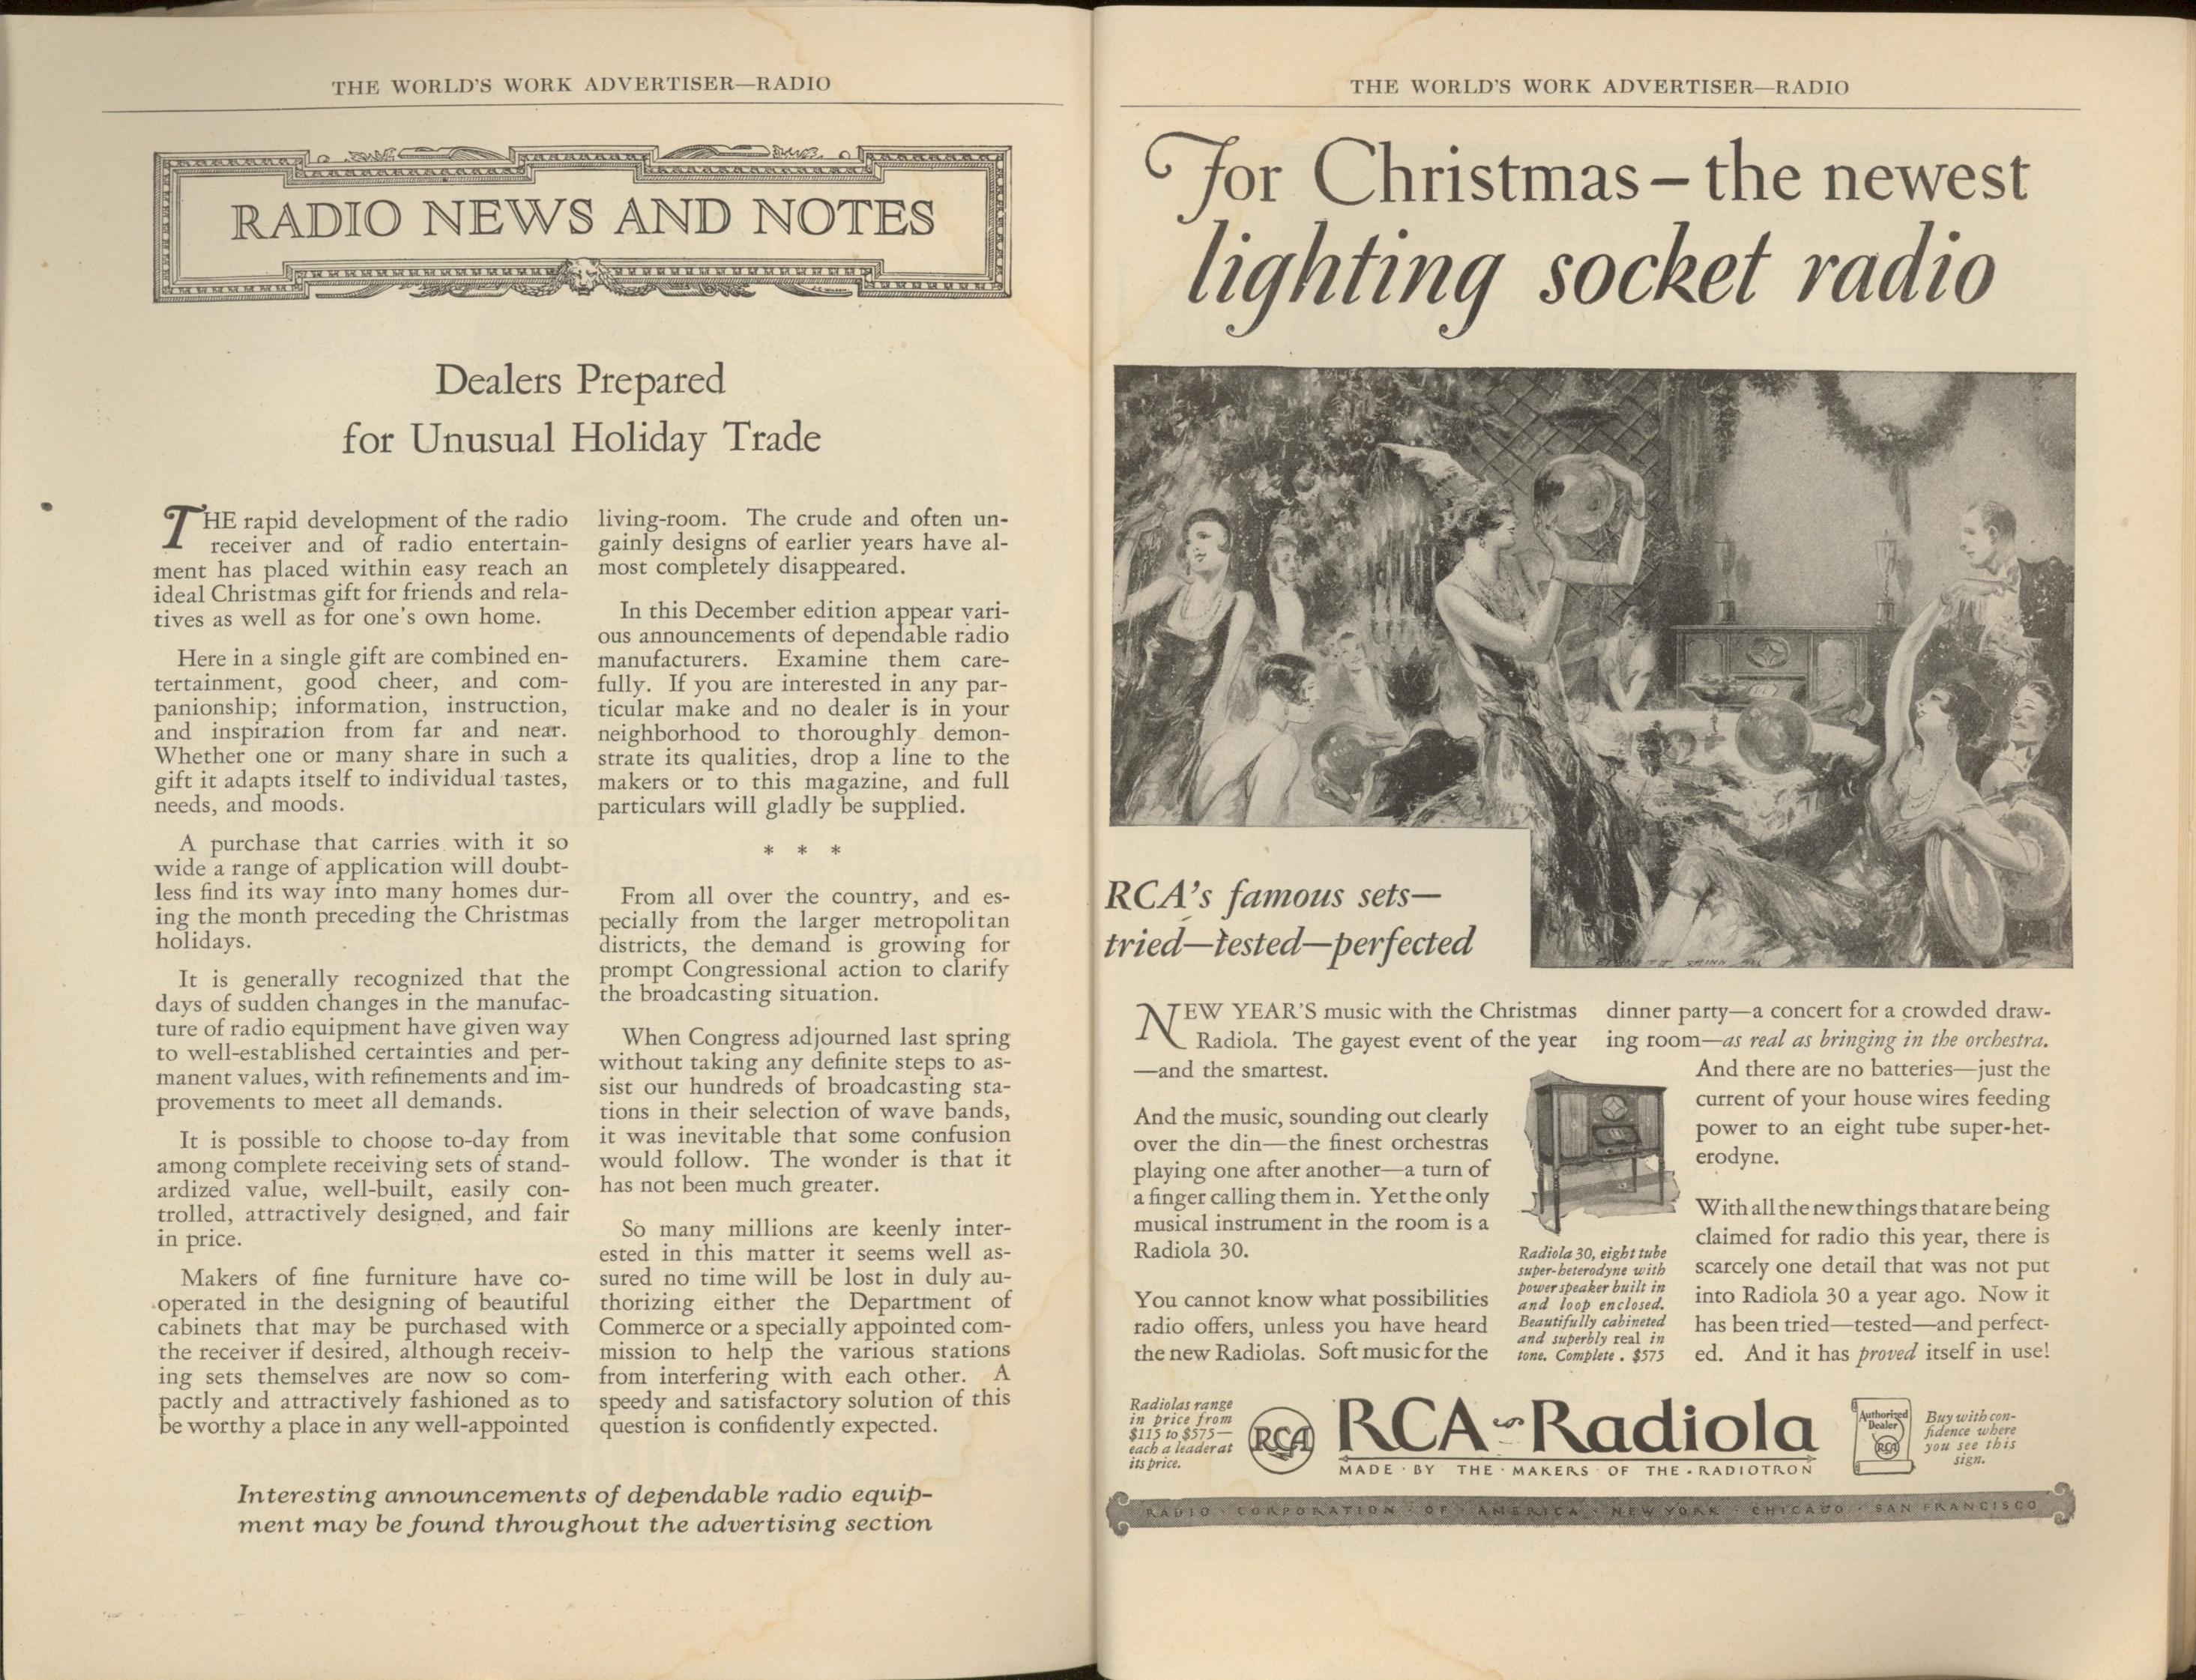 THE WORLD'S WORK ADVERTISER—RADIO
RADIO NEWS AND NOTES
Dealers Prepared
for Unusual Holiday Trade
THE rapid development of the radio
receiver and of radio entertain-
ment has placed within easy reach an
ideal Christmas gift for friends and rela-
tives as well as for one's own home.
Here in a single gift are combined en-
tertainment, good cheer, and com-
panionship; information, instruction,
and inspiration from far and near.
Whether one or many share in such a
gift it adapts itself to individual tastes,
needs, and moods.
A purchase that carries with it so
wide a range of application will doubt-
less find its way into many homes dur-
ing the month preceding the Christmas
holidays.
It is generally recognized that the
days of sudden changes in the manufac-
ture of radio equipment have given way
to well-established certainties and per-
manent values, with refinements and im-
provements to meet all demands.
It is possible to choose to-day from
among complete receiving sets of stand-
ardized value, well-built, easily con-
trolled, attractively designed, and fair
in price.
Makers of fine furniture have co-
operated in the designing of beautiful
cabinets that may be purchased with
the receiver if desired, although receiv-
ing sets themselves are now so com-
pactly and attractively fashioned as to
be worthy a place in any well-appointed
living-room. The crude and often un-
gainly designs of earlier years have al-
most completely disappeared.
In this December edition appear vari-
ous announcements of dependable radio
manufacturers. Examine them care-
fully. If you are interested in any par-
ticular make and no dealer is in your
neighborhood to thoroughly demon-
strate its qualities, drop a line to the
makers or to this magazine, and full
particulars will gladly be supplied.
* * *
From all over the country, and es-
pecially from the larger metropolitan
districts, the demand is growing for
prompt Congressional action to clarify
the broadcasting situation.
When Congress adjourned last spring
without taking any definite steps to as-
sist our hundreds of broadcasting sta-
tions in their selection of wave bands,
it was inevitable that some confusion
would follow. The wonder is that it
has not been much greater.
So many millions are keenly inter-
ested in this matter it seems well as-
sured no time will be lost in duly au-
thorizing either the Department of
Commerce or a specially appointed com-
mission to help the various stations
from interfering with each other. A
speedy and satisfactory solution of this
question is confidently expected.
Interesting announcements of dependable radio equip-
ment may be found throughout the advertising section
THE WORLD'S WORK ADVERTISER—RADIO
For Christmas – the newest
lighting socket radio
RCA's famous sets—
tried—tested—perfected
NEW YEAR'S music with the Christmas
Radiola. The gayest event of the year
—and the smartest.
And the music, sounding out clearly
over the din—the finest orchestras
playing one after another—a turn of
a finger calling them in. Yet the only
musical instrument in the room is a
Radiola 30.
You cannot know what possibilities
radio offers, unless you have heard
the new Radiolas. Soft music for the
Radiola 30, eight tube
super-heterodyne with
power speaker built in
and loop enclosed.
Beautifully cabineted
and superbly real in
tone. Complete . $575
dinner party—a concert for a crowded draw-
ing room—as real as bringing in the orchestra.
And there are no batteries—just the
current of your house wires feeding
power to an eight tube super-het-
erodyne.
With all the new things that are being
claimed for radio this year, there is
scarcely one detail that was not put
into Radiola 30 a year ago. Now it
has been tried—tested—and perfect-
ed. And it has proved itself in use!
Radiolas range
in price from
$115 to $575—
each a leader at
its price.
RCA
RCA-Radiola
MADE · BY · THE · MAKERS · OF · THE · RADIOTRON
Authorized
Dealer
RCA
Buy with con-
fidence where
you see this
sign.
RADIO · CORPORATION · OF · AMERICA · NEW YORK · CHICAGO · SAN FRANCISCO